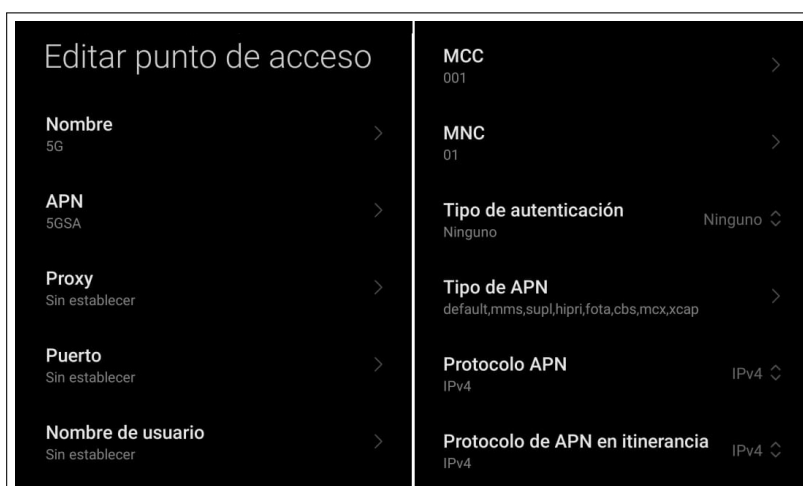 Editar punto de acceso
Nombre
5G
APN
5GSA
Proxy
Sin establecer
Puerto
Sin establecer
Nombre de usuario
Sin establecer
MCC
001
MNC
01
Tipo de autenticación
Ninguno
Ninguno
Tipo de APN
default,mms,supl,hipri,fota,cbs,mcx,xcap
Protocolo APN
IPv4
IPv4
Protocolo de APN en itinerancia
IPv4
IPv4